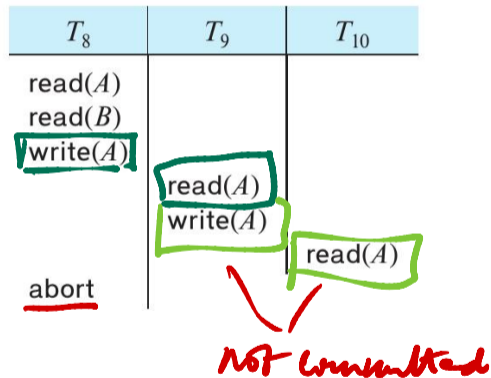 T8 T9 T10
read(A)
read(B)
write(A)
read(A)
write(A)
read(A)
abort
Not committed